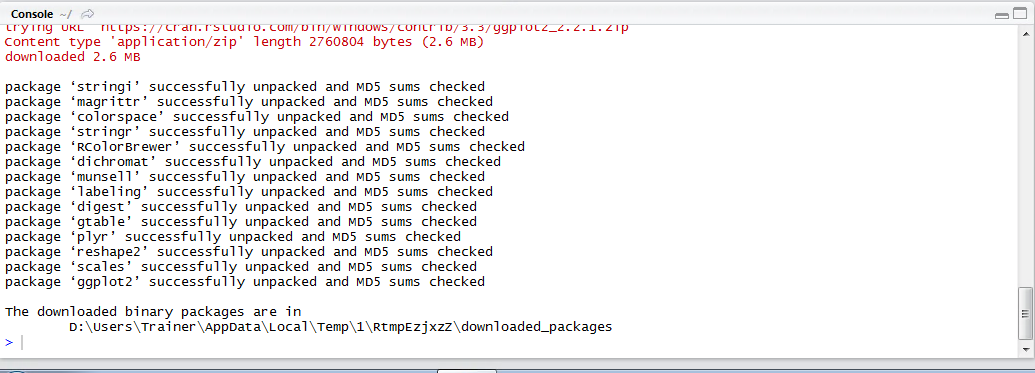 Console ~/
trying URL 'https://cran.rstudio.com/bin/windows/contrib/3.3/ggplot2_2.2.1.zip'
Content type 'application/zip' length 2760804 bytes (2.6 MB)
downloaded 2.6 MB
package ‘stringi’ successfully unpacked and MD5 sums checked
package ‘magrittr’ successfully unpacked and MD5 sums checked
package ‘colorspace’ successfully unpacked and MD5 sums checked
package ‘stringr’ successfully unpacked and MD5 sums checked
package ‘RColorBrewer’ successfully unpacked and MD5 sums checked
package ‘dichromat’ successfully unpacked and MD5 sums checked
package ‘munsell’ successfully unpacked and MD5 sums checked
package ‘labeling’ successfully unpacked and MD5 sums checked
package ‘digest’ successfully unpacked and MD5 sums checked
package ‘gtable’ successfully unpacked and MD5 sums checked
package ‘plyr’ successfully unpacked and MD5 sums checked
package ‘reshape2’ successfully unpacked and MD5 sums checked
package ‘scales’ successfully unpacked and MD5 sums checked
package ‘ggplot2’ successfully unpacked and MD5 sums checked
The downloaded binary packages are in
D:\Users\Trainer\AppData\Local\Temp\1\RtmpEzjxzZ\downloaded_packages
>